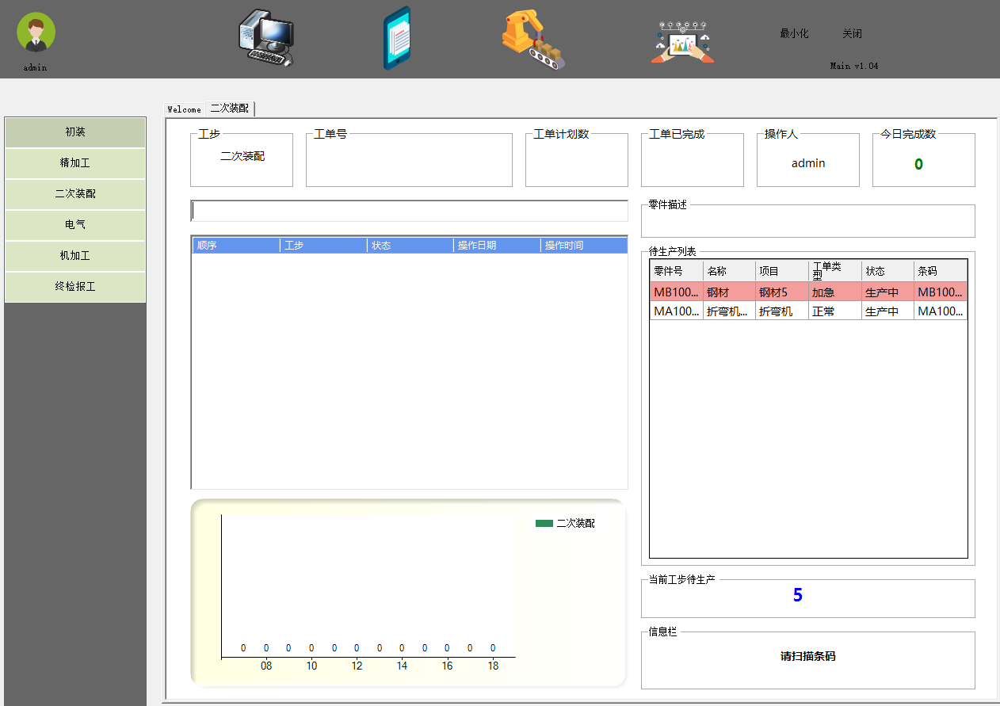 最小化 关闭
admin
Main v1.04
Welcome 二次装配
初装
精加工
二次装配
电气
机加工
终检报工
工步 工单号 工单计划数 工单已完成 操作人 今日完成数
二次装配 admin 0
零件描述
顺序 工步 状态 操作日期 操作时间
待生产列表
零件号 名称 项目 工单类型 状态 条码
MB100... 钢材 钢材5 加急 生产中 MB100...
MA100... 折弯机... 折弯机 正常 生产中 MA100...
二次装配
0 0 0 0 0 0 0 0 0 0 0 0
08 10 12 14 16 18
当前工步待生产
5
信息栏
请扫描条码